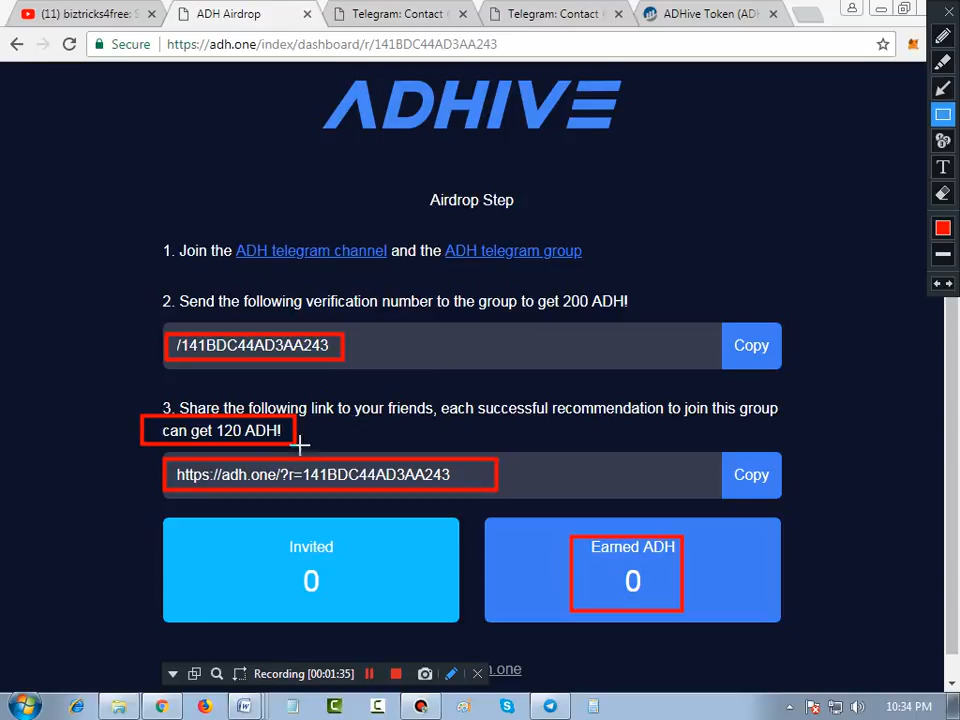 (11) biztricks4free: S
ADH Airdrop
Telegram: Contact
Telegram: Contact
ADHive Token (ADH
Secure
https://adh.one/index/dashboard/r/141BDC44AD3AA243
ADHIVE
Airdrop Step
1. Join the ADH telegram channel and the ADH telegram group
2. Send the following verification number to the group to get 200 ADH!
/141BDC44AD3AA243
Copy
3. Share the following link to your friends, each successful recommendation to join this group
can get 120 ADH!
https://adh.one/?r=141BDC44AD3AA243
Copy
Invited
0
Earned ADH
0
Recording [00:01:35]
.one
10:34 PM